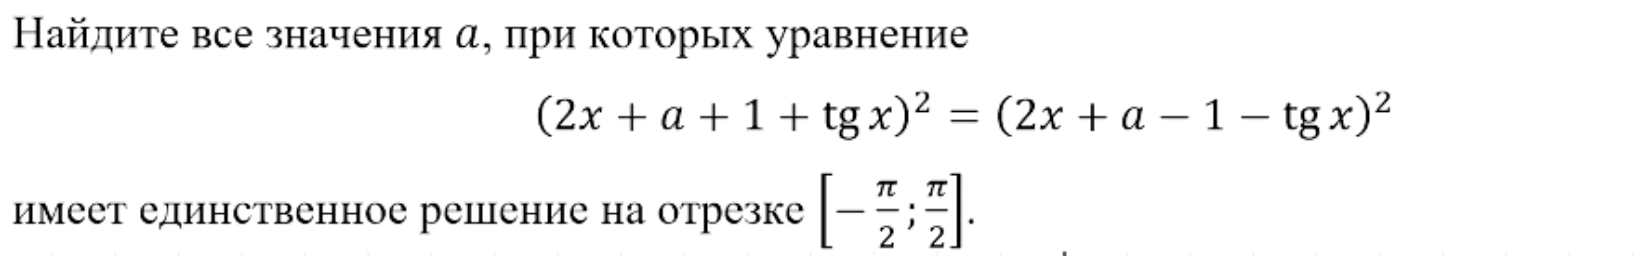 Найдите все значения a, при которых уравнение
(2x + a + 1 + tg x)² = (2x + a − 1 − tg x)²
имеет единственное решение на отрезке [−π/2; π/2].